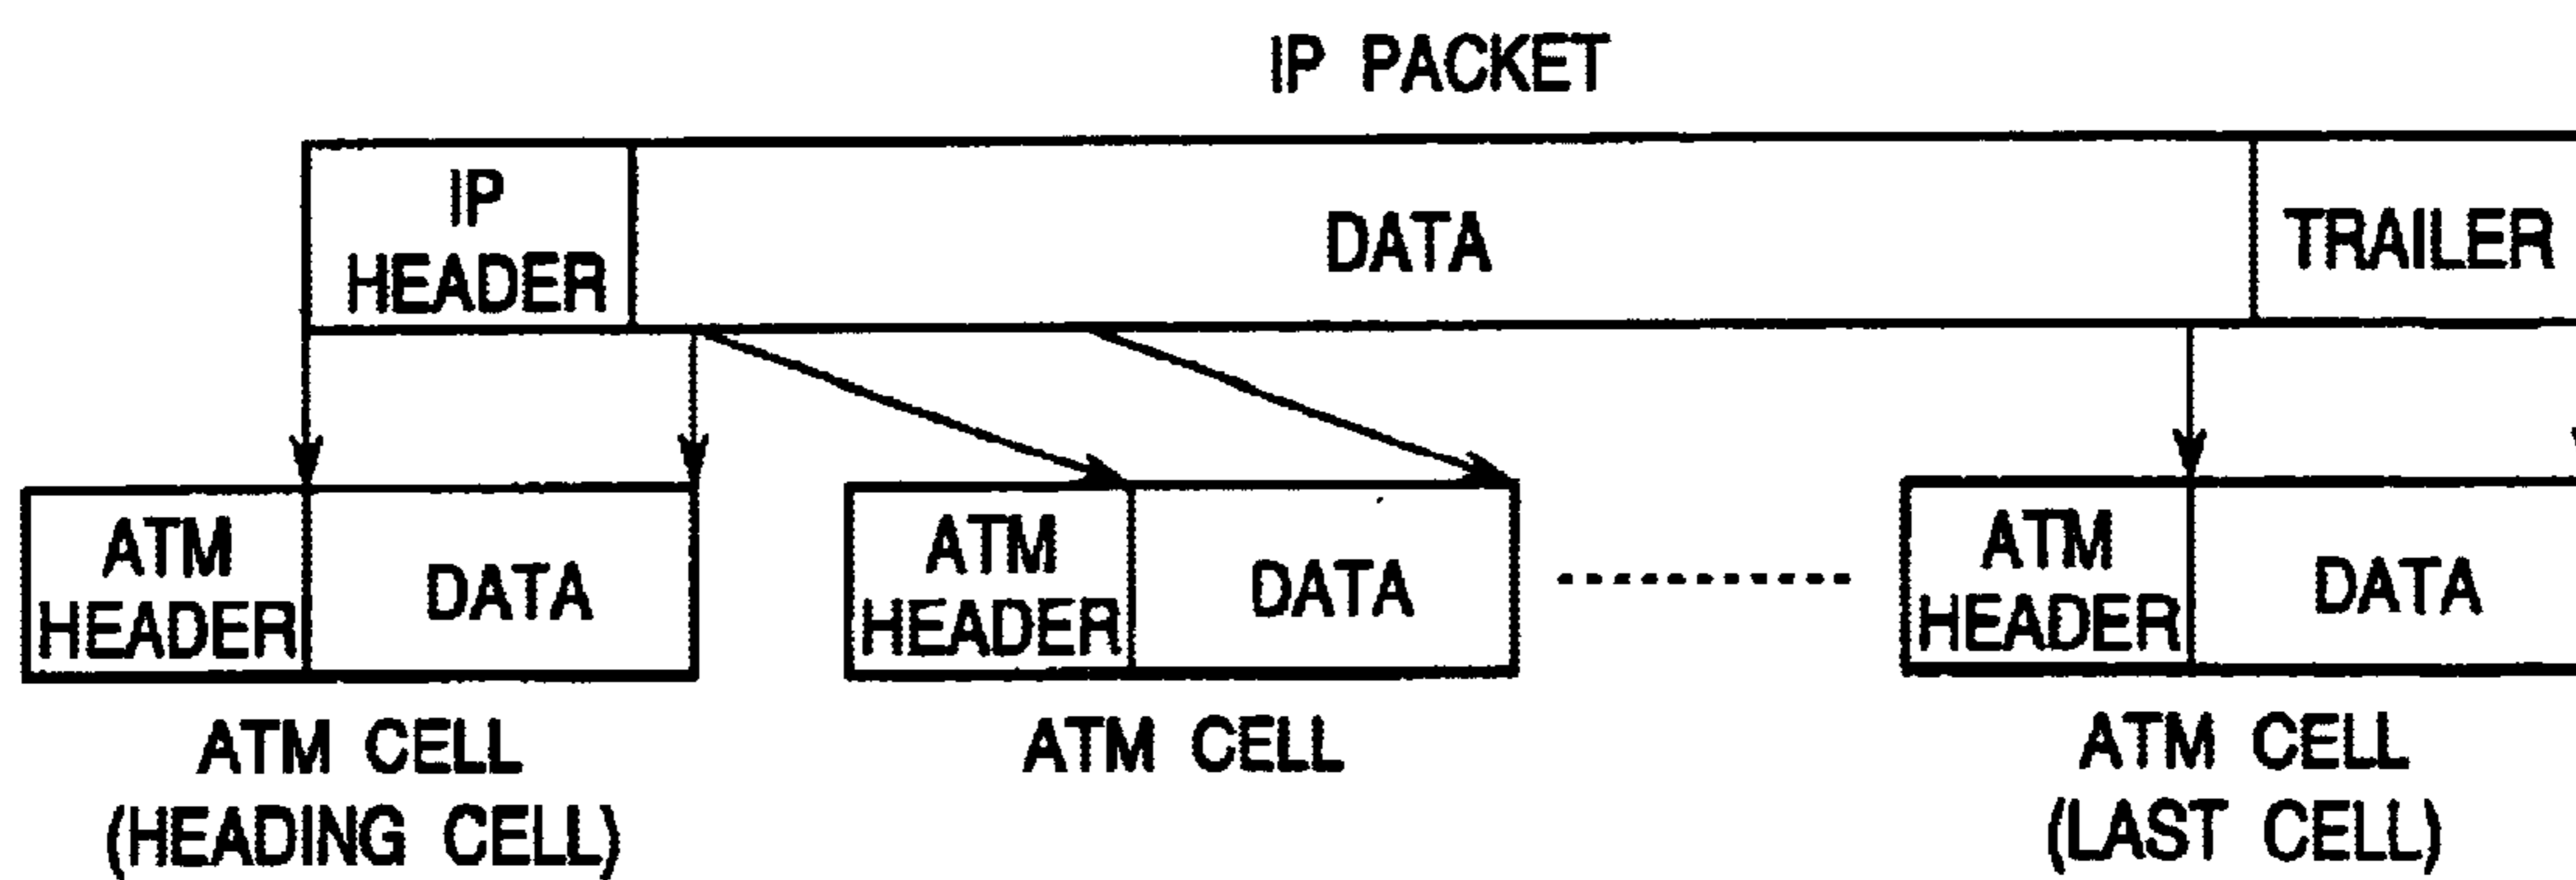 IP PACKET
IP
HEADER
DATA
TRAILER
ATM
HEADER
DATA
ATM
HEADER
DATA
ATM
HEADER
DATA
ATM CELL
(HEADING CELL)
ATM CELL
ATM CELL
(LAST CELL)